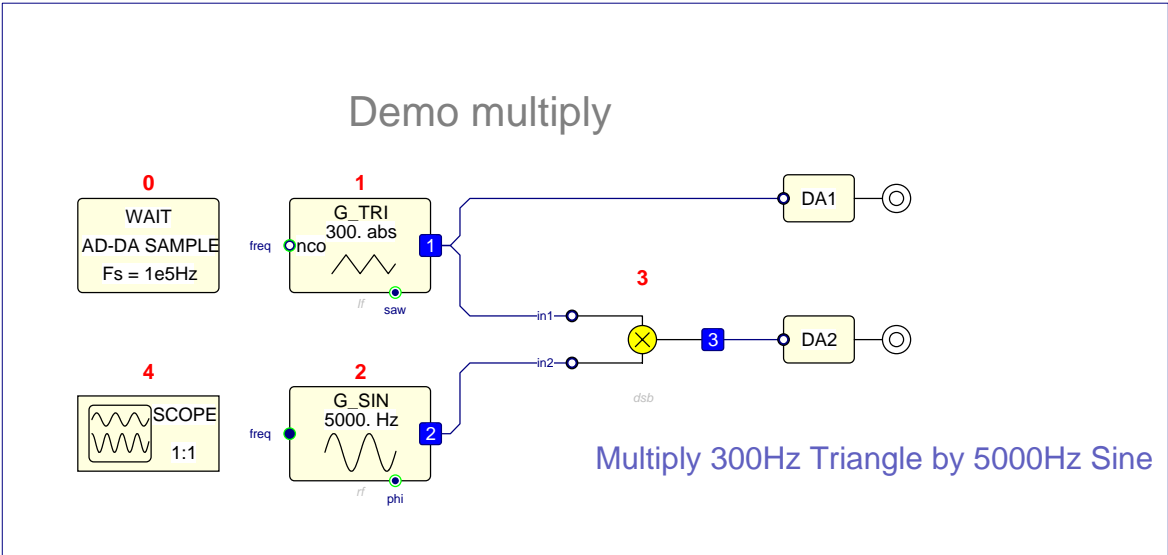 Demo multiply
0
WAIT
AD-DA SAMPLE
Fs = 1e5Hz
1
G_TRI
300. abs
freq
nco
1
lf
saw
DA1
3
in1
in2
3
DA2
dsb
4
SCOPE
1:1
2
G_SIN
5000. Hz
freq
2
rf
phi
Multiply 300Hz Triangle by 5000Hz Sine